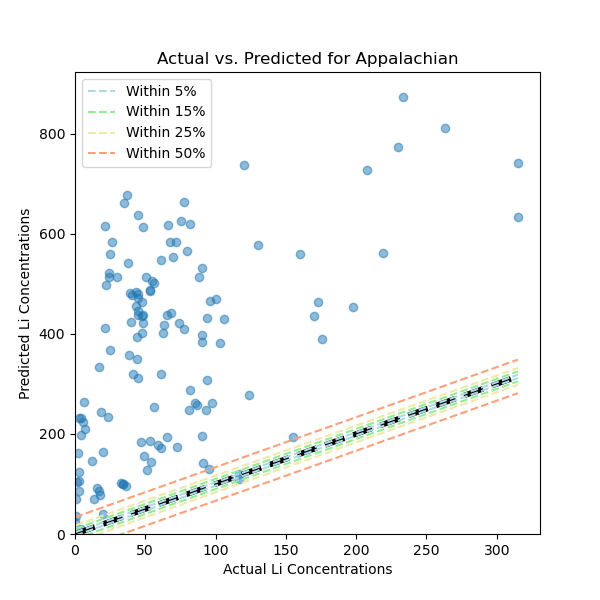 Actual vs. Predicted for Appalachian
Within 5%
Within 15%
Within 25%
Within 50%
800
600
400
200
0
Predicted Li Concentrations
0 50 100 150 200 250 300
Actual Li Concentrations